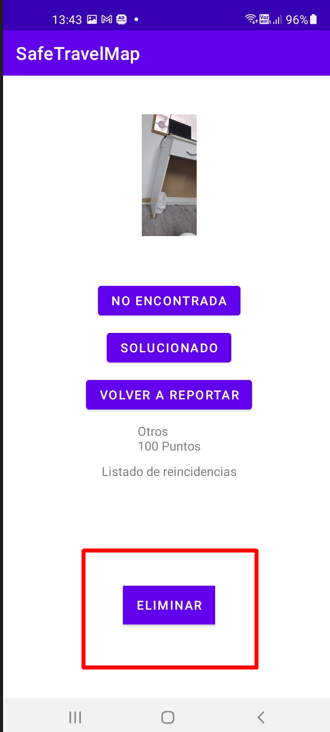 13:43 96%
SafeTravelMap
NO ENCONTRADA
SOLUCIONADO
VOLVER A REPORTAR
Otros
100 Puntos
Listado de reincidencias
ELIMINAR